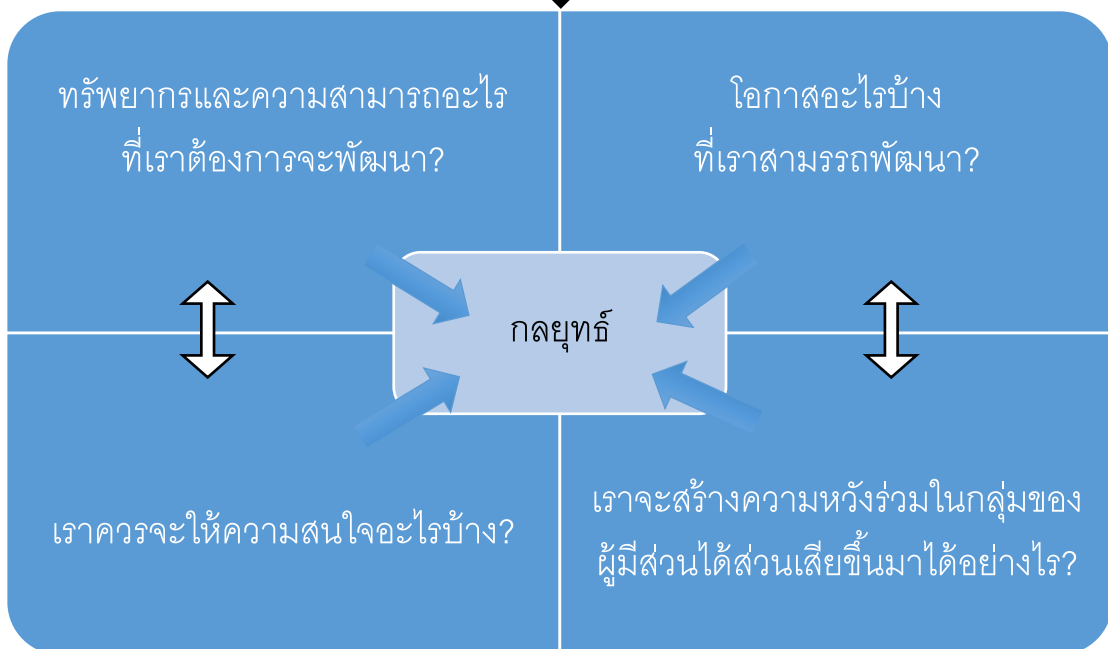 ทรัพยากรและความสามารถอะไร
ที่เราต้องการจะพัฒนา?
โอกาสอะไรบ้าง
ที่เราสามรรถพัฒนา?
กลยุทธ์
เราควรจะให้ความสนใจอะไรบ้าง?
เราจะสร้างความหวังร่วมในกลุ่มของ
ผู้มีส่วนได้ส่วนเสียขึ้นมาได้อย่างไร?